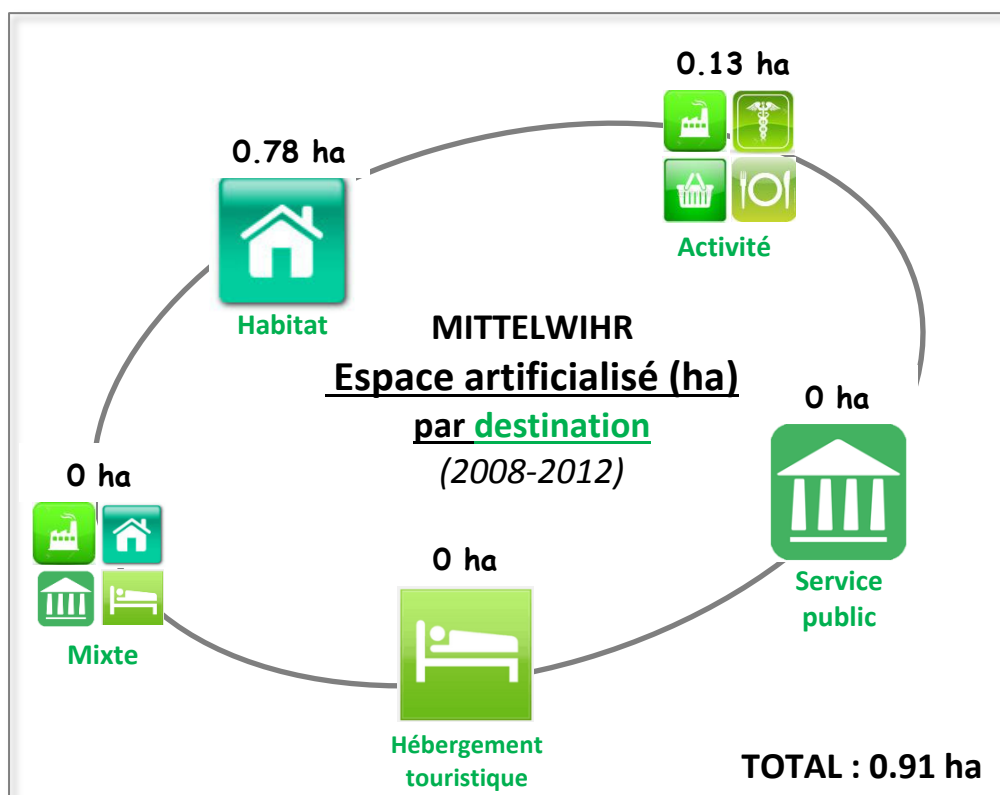 0.13 ha
0.78 ha
Activité
Habitat
MITTELWIHR
Espace artificialisé (ha)
par destination
(2008-2012)
0 ha
0 ha
0 ha
Service
public
Mixte
Hébergement
touristique
TOTAL : 0.91 ha